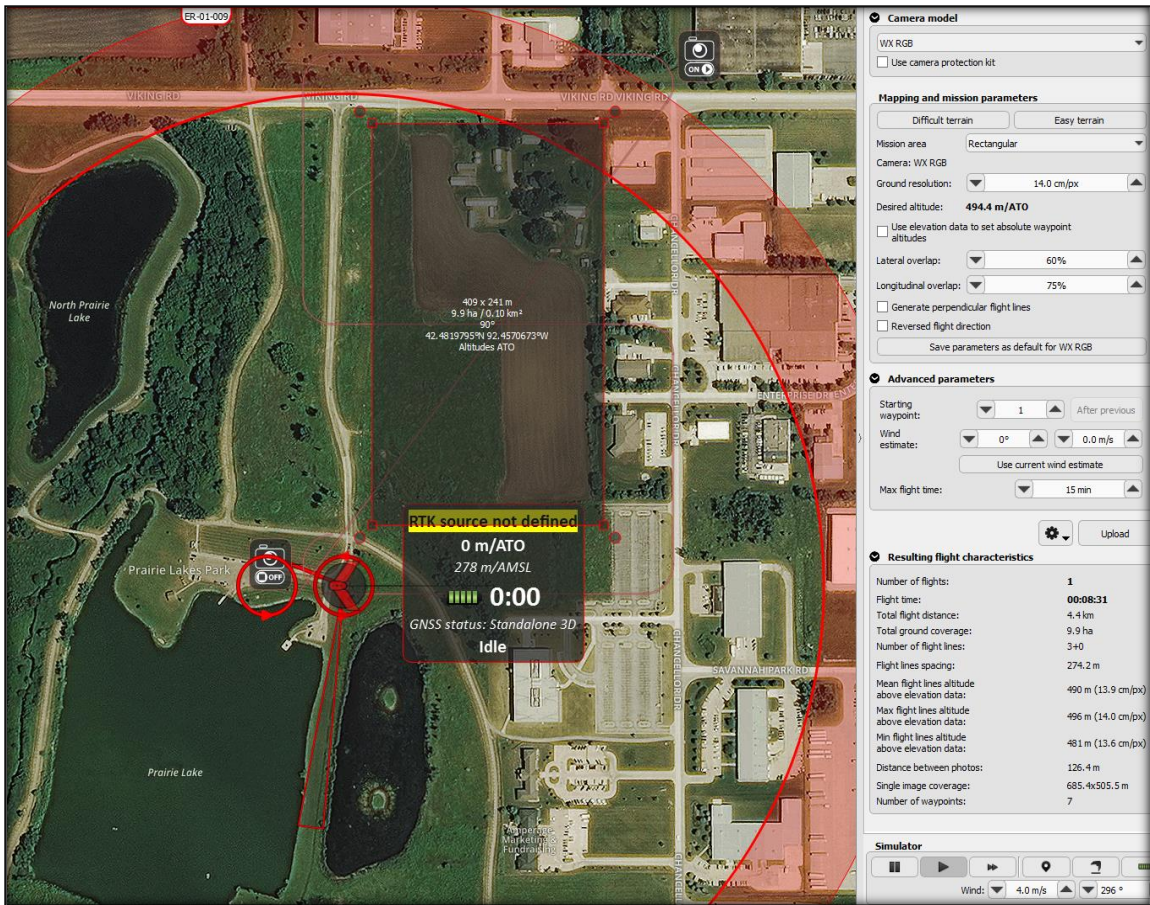 ER-01-009
VIKING RD
VIKING RD
VIKING RD
VIKING RD
ON
North Prairie
Lake
409 x 241 m
9.9 ha / 0.10 km²
90°
42.4819795°N 92.4570673°W
Altitudes ATO
CHANCELLOR DR
CHANCELLOR DR
ENTERPRISE DR
RTK source not defined
0 m/ATO
278 m/AMSL
0:00
GNSS status: Standalone 3D
Idle
Prairie Lakes Park
OFF
CHANCELLOR DR
SAVANNAH PARK RD
Prairie Lake
Amperage
Marketing &
Fundraising
Camera model
WX RGB
Use camera protection kit
Mapping and mission parameters
Difficult terrain Easy terrain
Mission area Rectangular
Camera: WX RGB
Ground resolution: 14.0 cm/px
Desired altitude: 494.4 m/ATO
Use elevation data to set absolute waypoint
altitudes
Lateral overlap: 60%
Longitudinal overlap: 75%
Generate perpendicular flight lines
Reversed flight direction
Save parameters as default for WX RGB
Advanced parameters
Starting
waypoint: 1 After previous
Wind
estimate: 0° 0.0 m/s
Use current wind estimate
Max flight time: 15 min
Upload
Resulting flight characteristics
Number of flights: 1
Flight time: 00:08:31
Total flight distance: 4.4 km
Total ground coverage: 9.9 ha
Number of flight lines: 3+0
Flight lines spacing: 274.2 m
Mean flight lines altitude
above elevation data: 490 m (13.9 cm/px)
Max flight lines altitude
above elevation data: 496 m (14.0 cm/px)
Min flight lines altitude
above elevation data: 481 m (13.6 cm/px)
Distance between photos: 126.4 m
Single image coverage: 685.4x505.5 m
Number of waypoints: 7
Simulator
Wind: 4.0 m/s 296 °